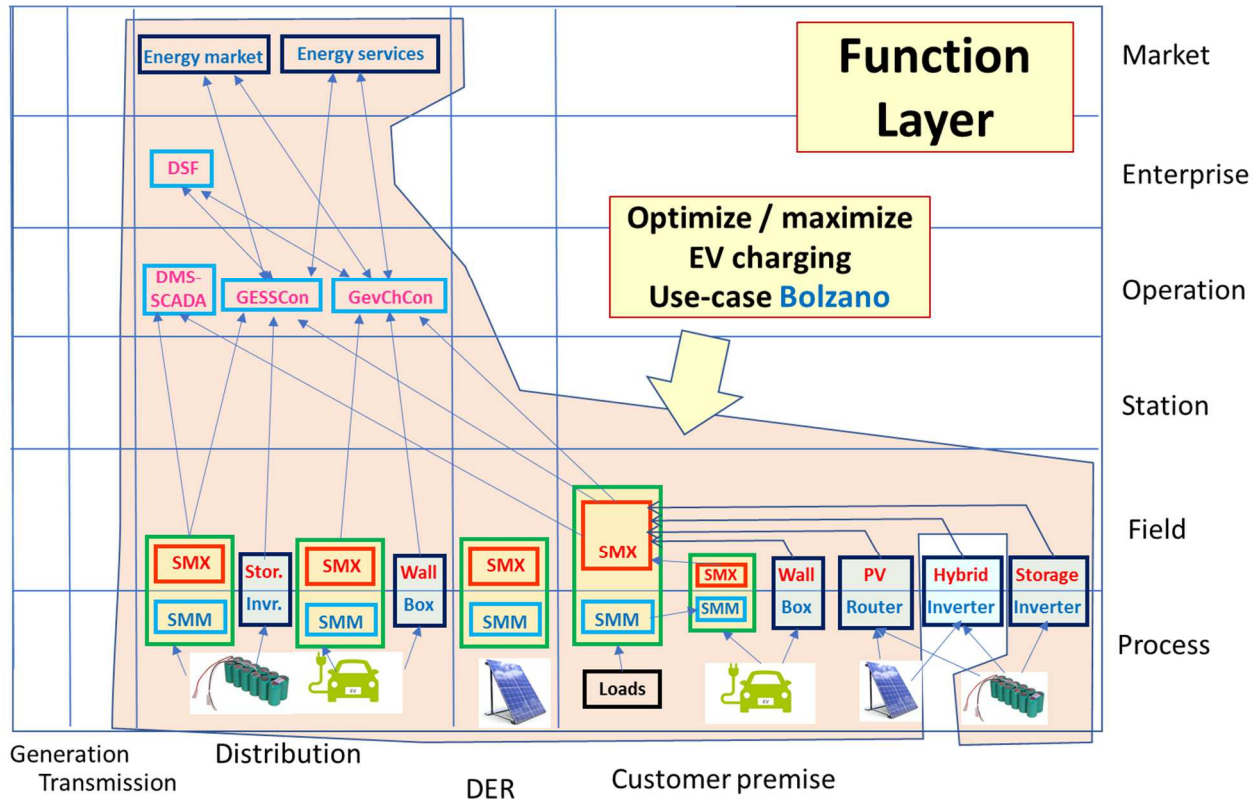 Energy market
Energy services
Function
Layer
Market
DSF
Enterprise
Optimize / maximize
EV charging
Use-case Bolzano
DMS-
SCADA
GESSCon
GevChCon
Operation
Station
Field
SMX
SMM
Stor.
Invr.
SMX
SMM
Wall
Box
SMX
SMM
SMX
SMM
SMX
SMM
Wall
Box
PV
Router
Hybrid
Inverter
Storage
Inverter
Process
EV
Loads
EV
Generation
Transmission
Distribution
DER
Customer premise